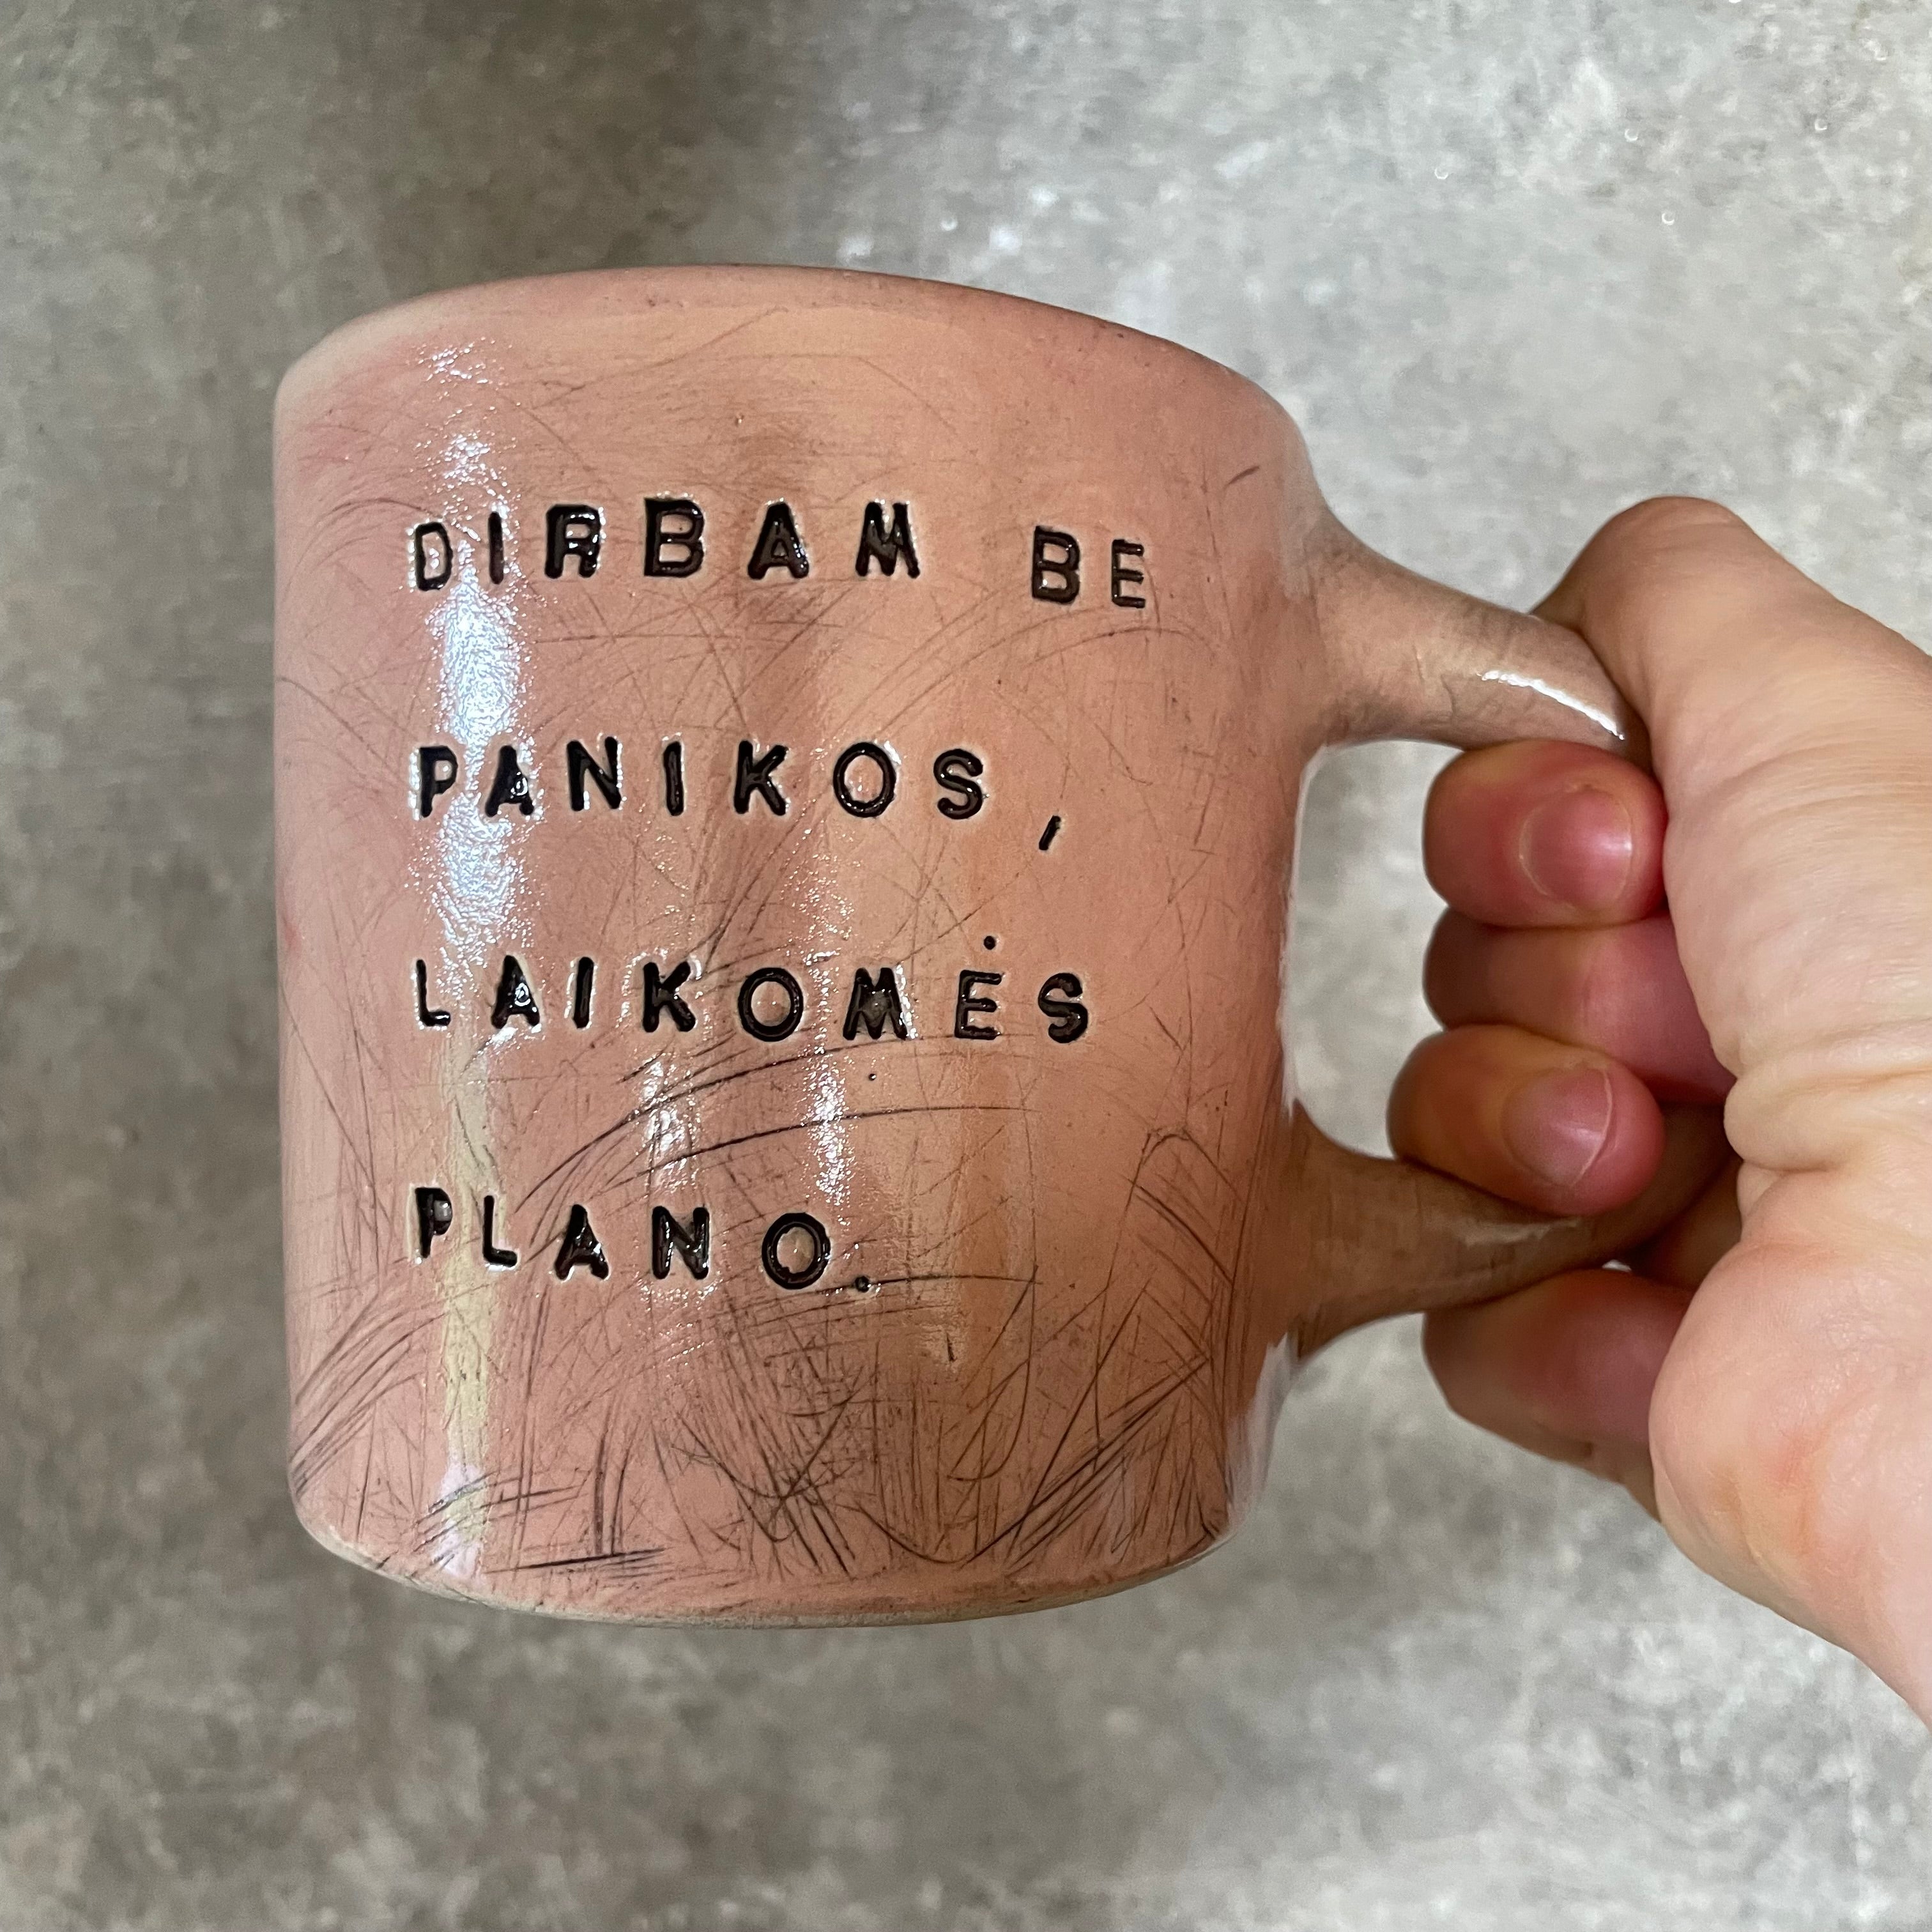 DIRBAM BE
PANIKOS,
LAIKOMĖS
PLANO.